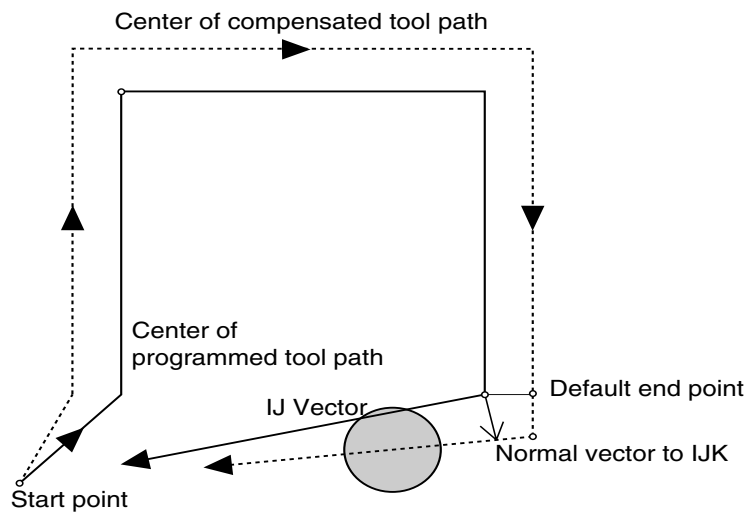 Center of compensated tool path
Center of
programmed tool path
IJ Vector
Default end point
Normal vector to IJK
Start point